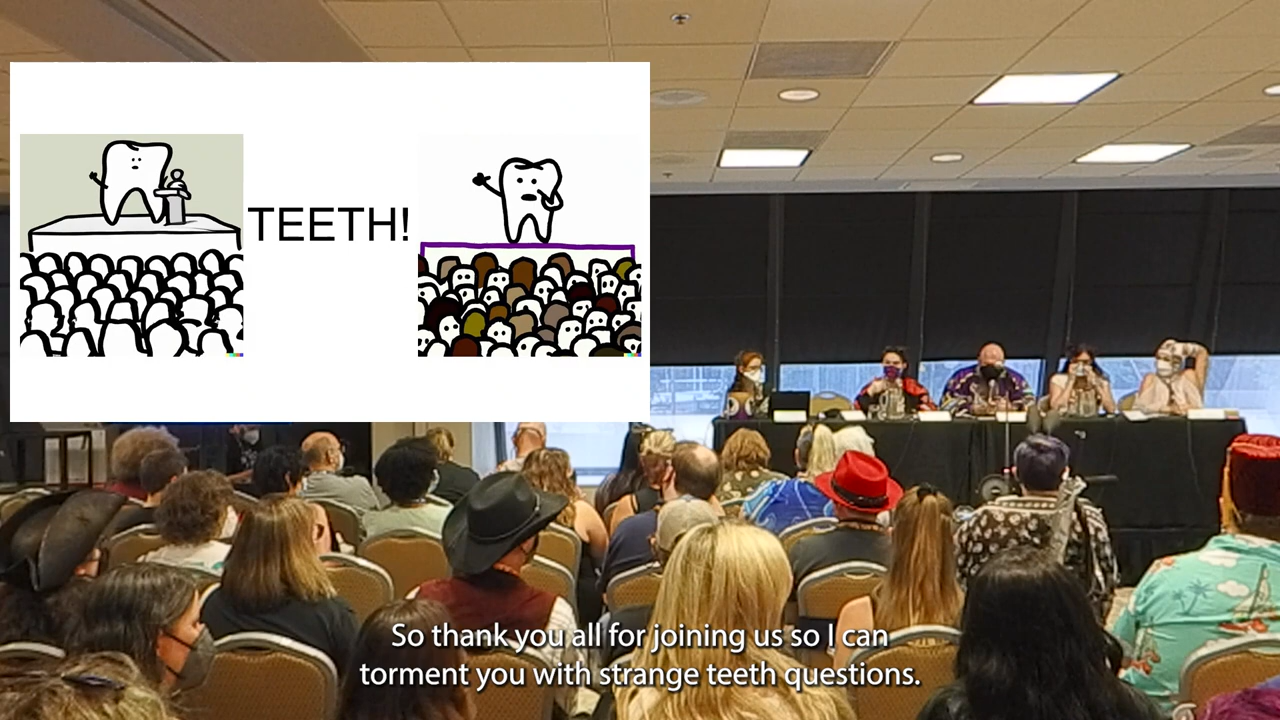 TEETH!
So thank you all for joining us so I can
torment you with strange teeth questions.